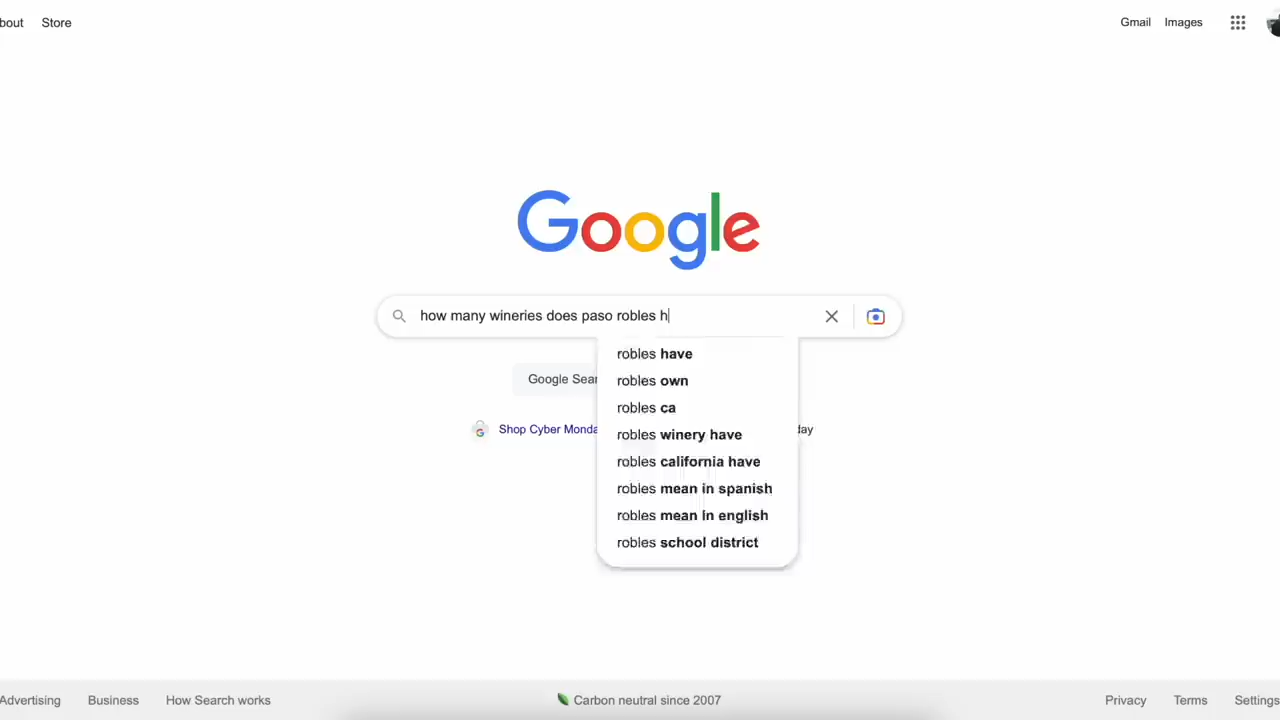 bout Store Gmail Images
Google
how many wineries does paso robles h
robles have
Google Sear
robles own
robles ca
Shop Cyber Monda
day
robles winery have
robles california have
robles mean in spanish
robles mean in english
robles school district
Advertising Business How Search works Carbon neutral since 2007 Privacy Terms Settings